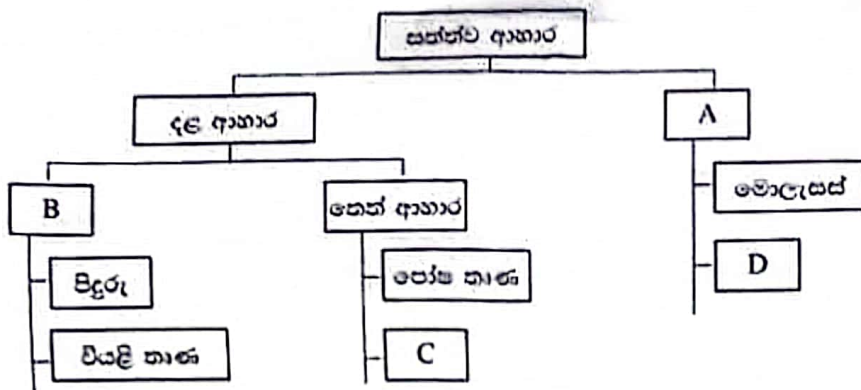 සත්ත්ව ආහාර
දළ ආහාර
A
B
තෙත් ආහාර
මොලැසස්
පිදුරු
පෝෂ තෘණ
D
වියළි තෘණ
C